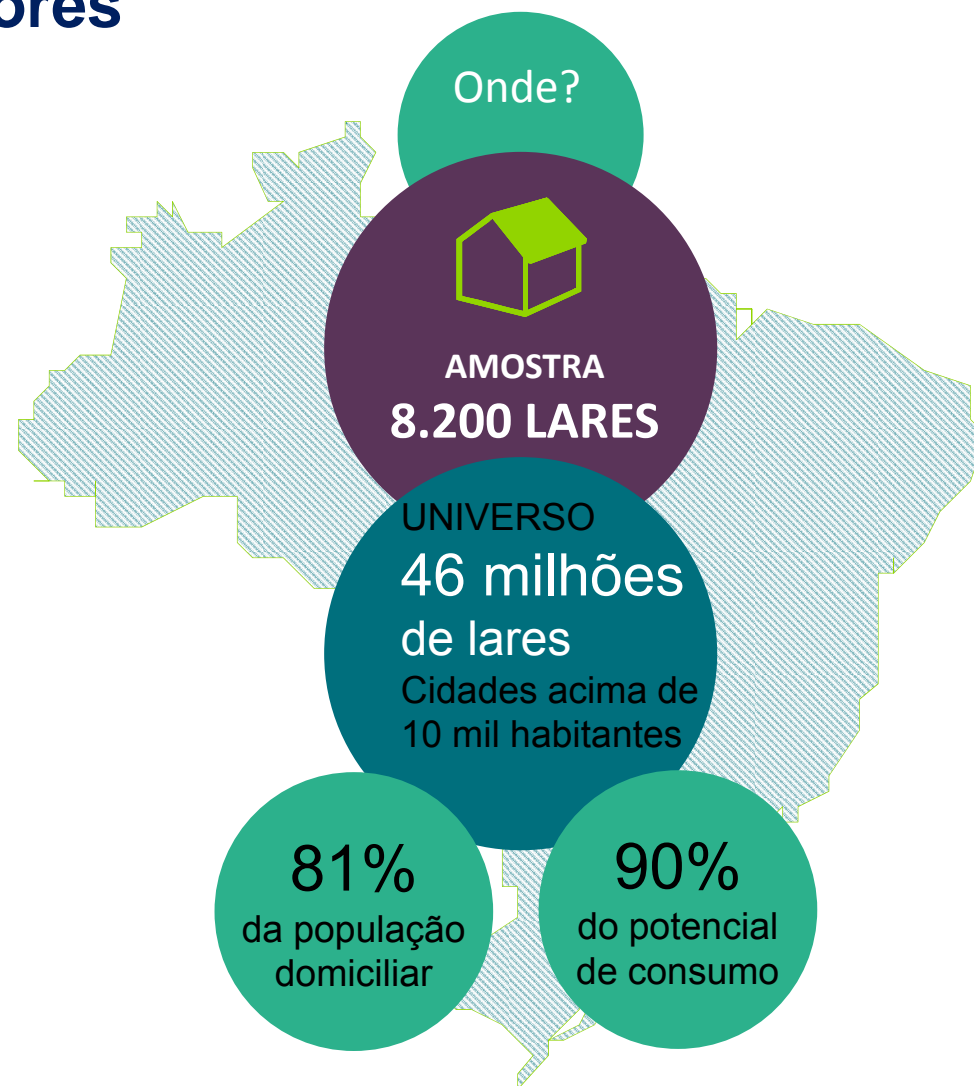 Onde?
AMOSTRA
8.200 LARES
UNIVERSO
46 milhões
de lares
Cidades acima de
10 mil habitantes
81%
da população
domiciliar
90%
do potencial
de consumo